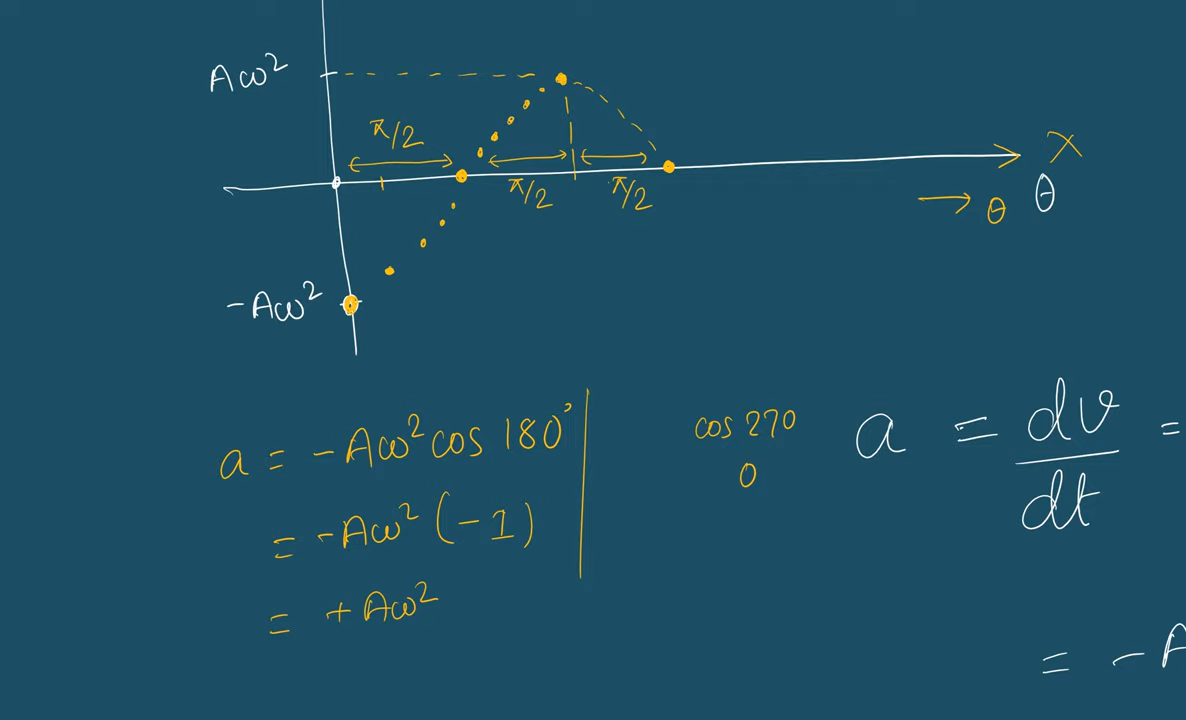 Aω²
π/2
X
π/2
π/2
→ θ
θ
-Aω²
a = -Aω² cos 180°
= -Aω² (-1)
= +Aω²
cos 270
0
a = dv/dt =
= -A